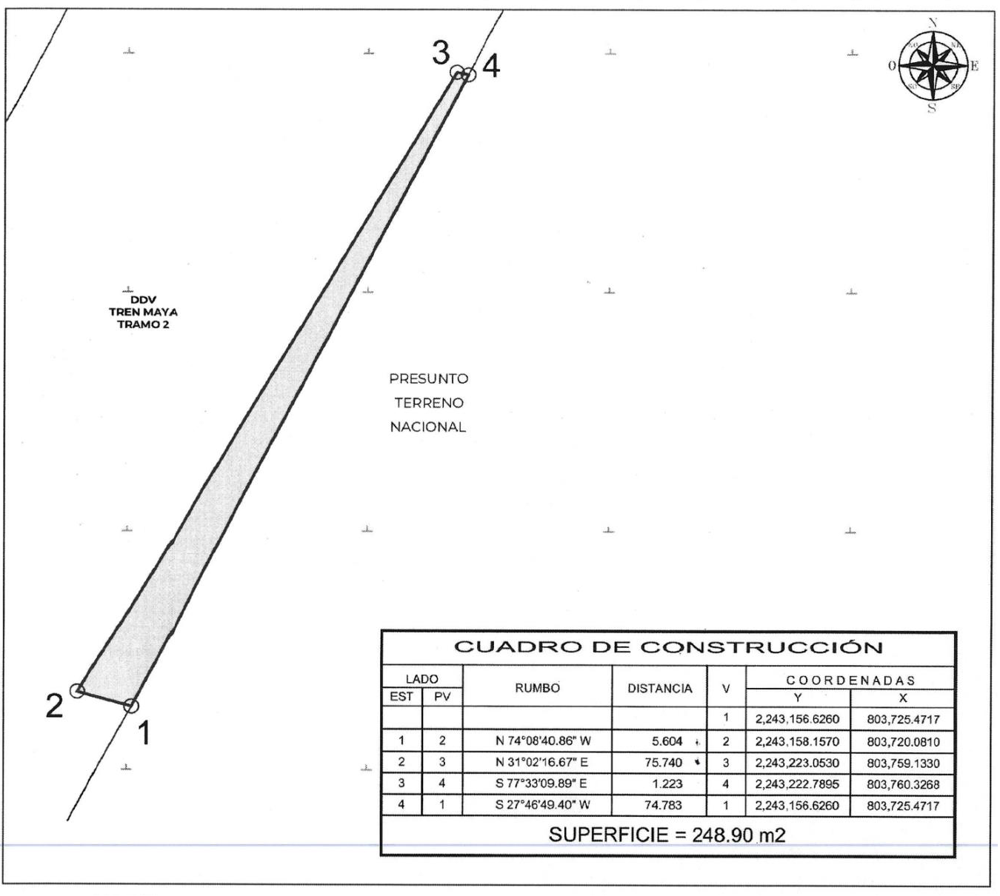 N
NO
NE
O
E
SO
SE
S
3
4
DDV
TREN MAYA
TRAMO 2
PRESUNTO
TERRENO
NACIONAL
2
1
CUADRO DE CONSTRUCCIÓN
LADO RUMBO DISTANCIA V COORDENADAS
EST PV Y X
1 2,243,156.6260 803,725.4717
1 2 N 74°08'40.86" W 5.604 2 2,243,158.1570 803,720.0810
2 3 N 31°02'16.67" E 75.740 3 2,243,223.0530 803,759.1330
3 4 S 77°33'09.89" E 1.223 4 2,243,222.7895 803,760.3268
4 1 S 27°46'49.40" W 74.783 1 2,243,156.6260 803,725.4717
SUPERFICIE = 248.90 m2